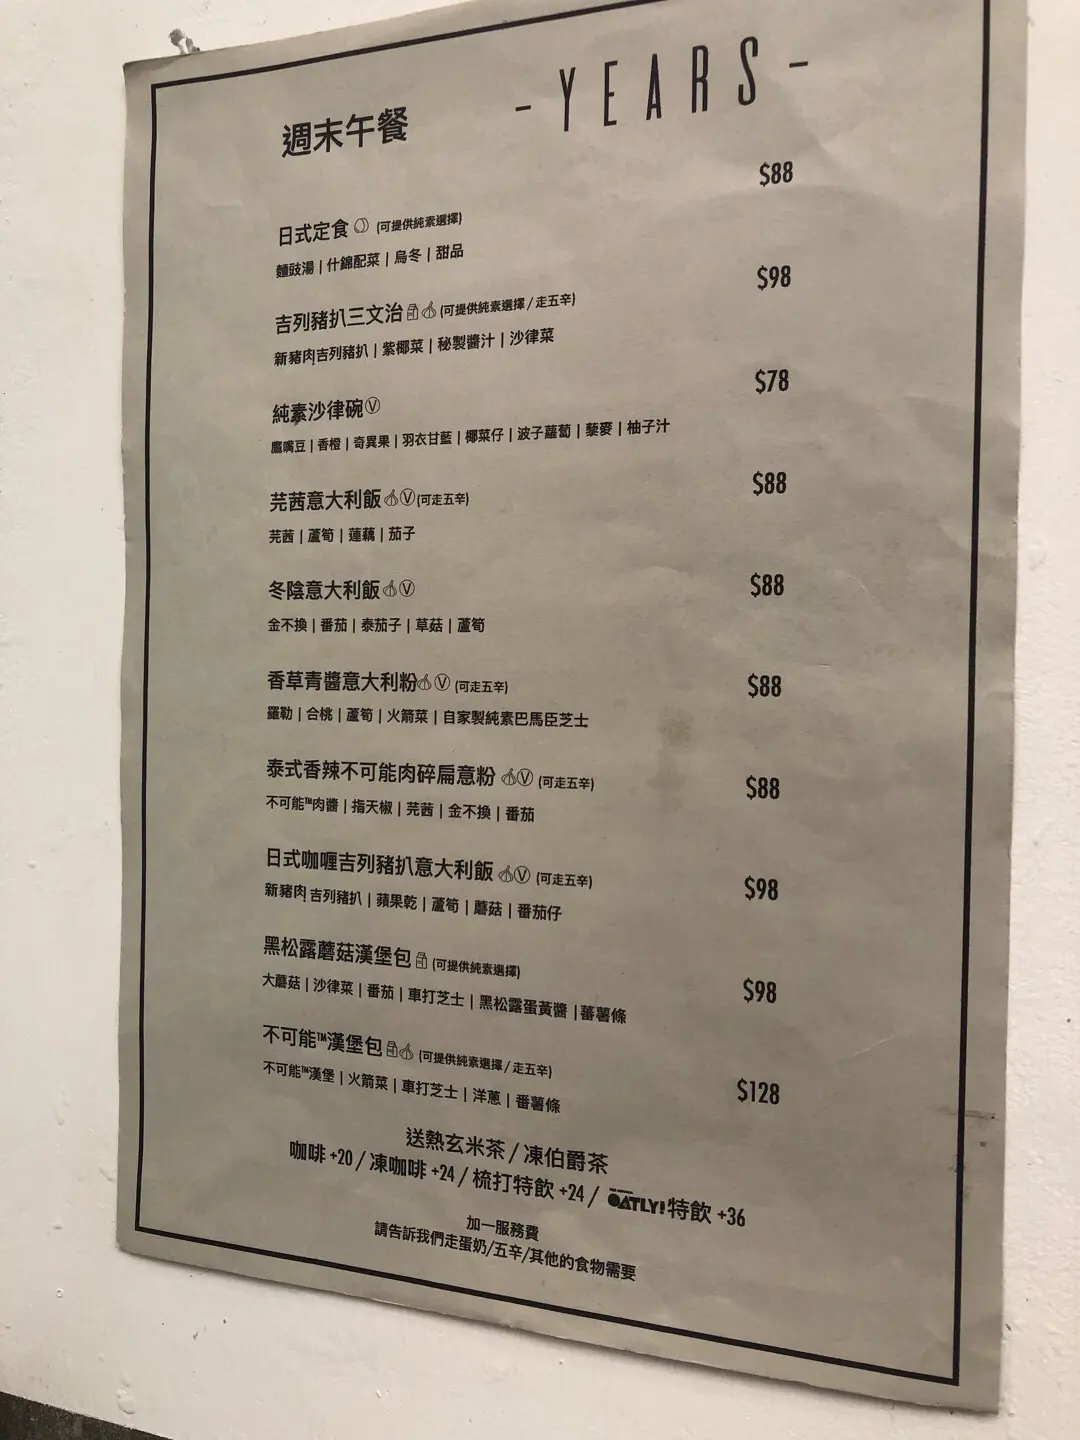 - YEARS -
週末午餐
$88
日式定食 (可提供純素選擇)
麵豉湯 | 什錦配菜 | 烏冬 | 甜品
$98
吉列豬扒三文治 (可提供純素選擇 / 走五辛)
新豬肉吉列豬扒 | 紫椰菜 | 秘製醬汁 | 沙律菜
$78
純素沙律碗Ⓥ
鷹嘴豆 | 香橙 | 奇異果 | 羽衣甘藍 | 椰菜仔 | 波子蘿蔔 | 藜麥 | 柚子汁
$88
芫茜意大利飯Ⓥ(可走五辛)
芫茜 | 蘆筍 | 蓮藕 | 茄子
$88
冬陰意大利飯Ⓥ
金不換 | 番茄 | 泰茄子 | 草菇 | 蘆筍
$88
香草青醬意大利粉Ⓥ (可走五辛)
羅勒 | 合桃 | 蘆筍 | 火箭菜 | 自家製純素巴馬臣芝士
$88
泰式香辣不可能肉碎扁意粉 Ⓥ (可走五辛)
不可能™肉醬 | 指天椒 | 芫茜 | 金不換 | 番茄
$98
日式咖喱吉列豬扒意大利飯 Ⓥ (可走五辛)
新豬肉吉列豬扒 | 蘋果乾 | 蘆筍 | 蘑菇 | 番茄仔
$98
黑松露蘑菇漢堡包 (可提供純素選擇)
大蘑菇 | 沙律菜 | 番茄 | 車打芝士 | 黑松露蛋黃醬 | 蕃薯條
$128
不可能™漢堡包 (可提供純素選擇 / 走五辛)
不可能™漢堡 | 火箭菜 | 車打芝士 | 洋蔥 | 番薯條
送熱玄米茶 / 凍伯爵茶
咖啡 +20 / 凍咖啡 +24 / 梳打特飲 +24 / OATLY! 特飲 +36
加一服務費
請告訴我們走蛋奶/五辛/其他的食物需要